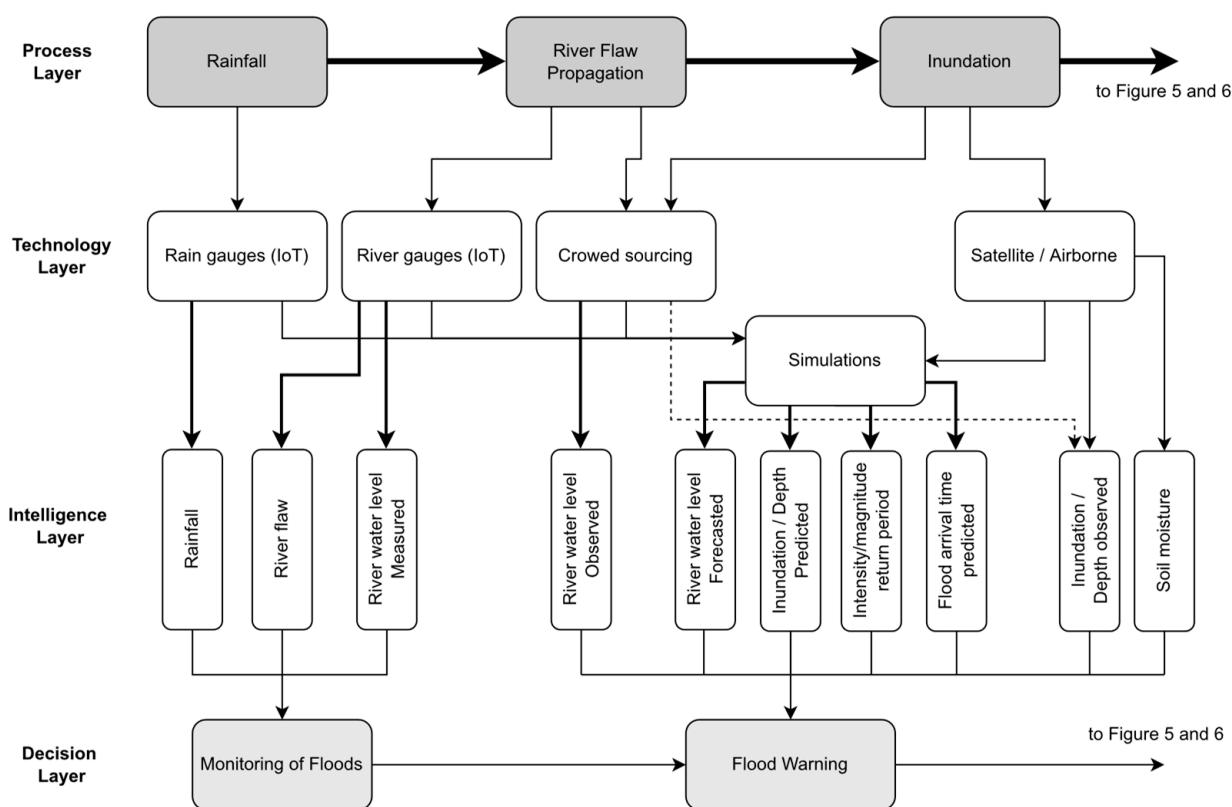 Process
Layer
Rainfall
River Flaw
Propagation
Inundation
to Figure 5 and 6
Technology
Layer
Rain gauges (IoT)
River gauges (IoT)
Crowed sourcing
Satellite / Airborne
Simulations
Intelligence
Layer
Rainfall
River flaw
River water level
Measured
River water level
Observed
River water level
Forecasted
Inundation / Depth
Predicted
Intensity/magnitude
return period
Flood arrival time
predicted
Inundation /
Depth observed
Soil moisture
Decision
Layer
Monitoring of Floods
Flood Warning
to Figure 5 and 6